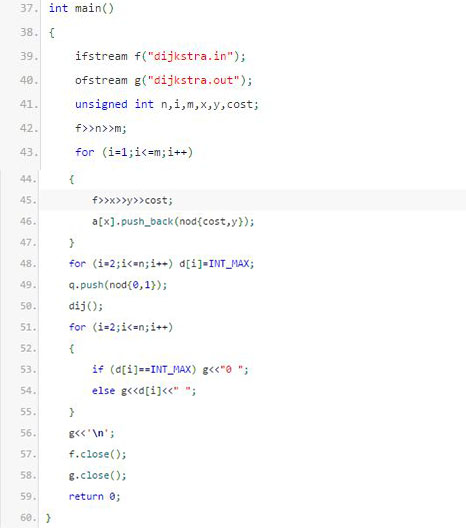 37. int main()
38. {
39. ifstream f("dijkstra.in");
40. ofstream g("dijkstra.out");
41. unsigned int n,i,m,x,y,cost;
42. f>>n>>m;
43. for (i=1;i<=m;i++)
44. {
45. f>>x>>y>>cost;
46. a[x].push_back(nod{cost,y});
47. }
48. for (i=2;i<=n;i++) d[i]=INT_MAX;
49. q.push(nod{0,1});
50. dij();
51. for (i=2;i<=n;i++)
52. {
53. if (d[i]==INT_MAX) g<<"0 ";
54. else g<<d[i]<<" ";
55. }
56. g<<'\n';
57. f.close();
58. g.close();
59. return 0;
60. }